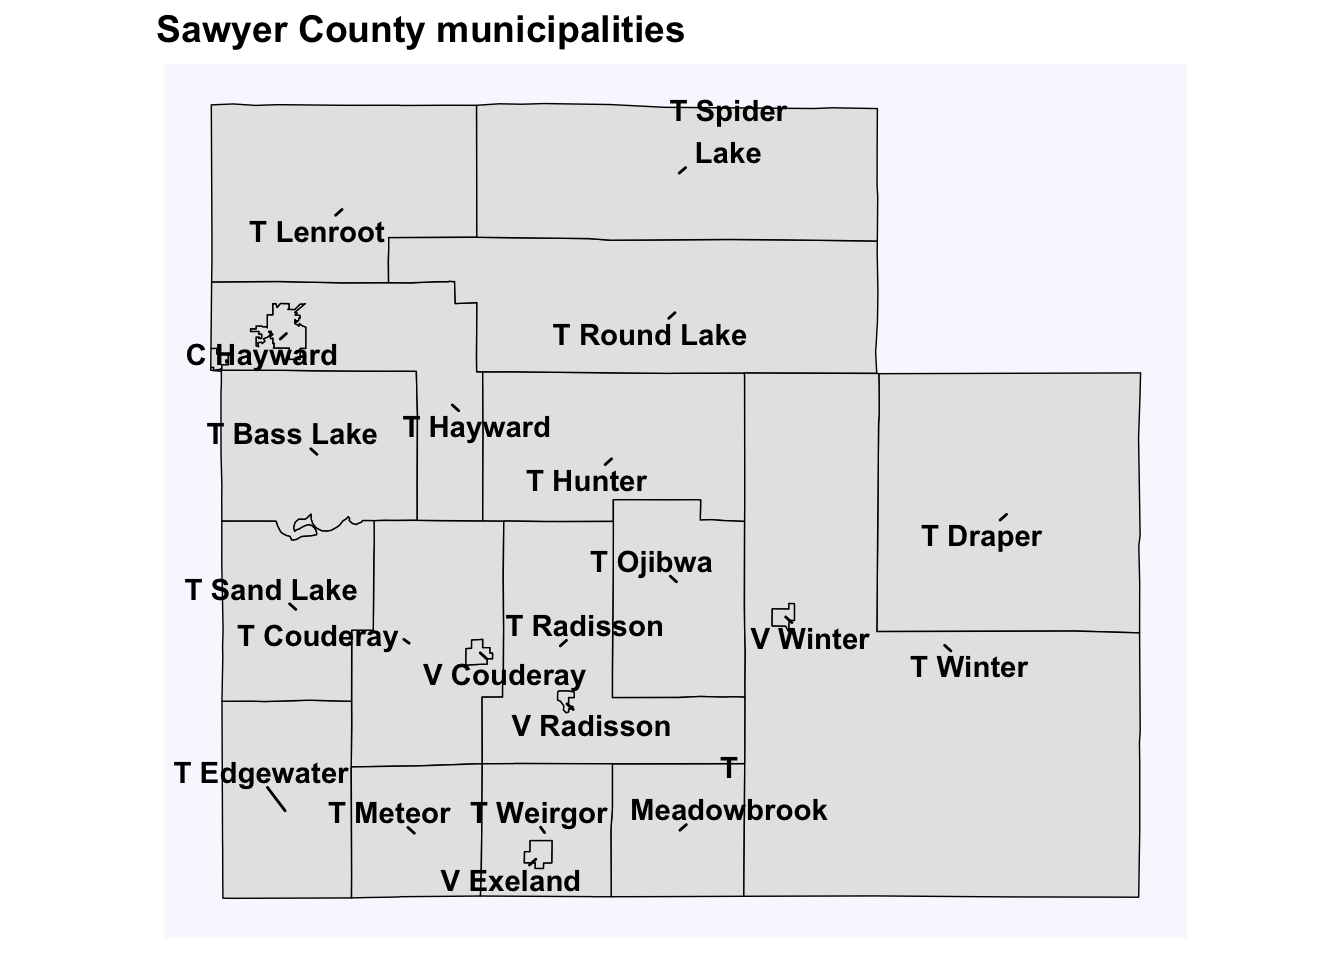 Sawyer County municipalities
T Spider
Lake
T Lenroot
T Round Lake
C Hayward
T Hayward
T Bass Lake
T Hunter
T Draper
T Ojibwa
T Sand Lake
T Radisson
T Couderay
V Winter
T Winter
V Couderay
V Radisson
T Edgewater
T
Meadowbrook
T Meteor
T Weirgor
V Exeland